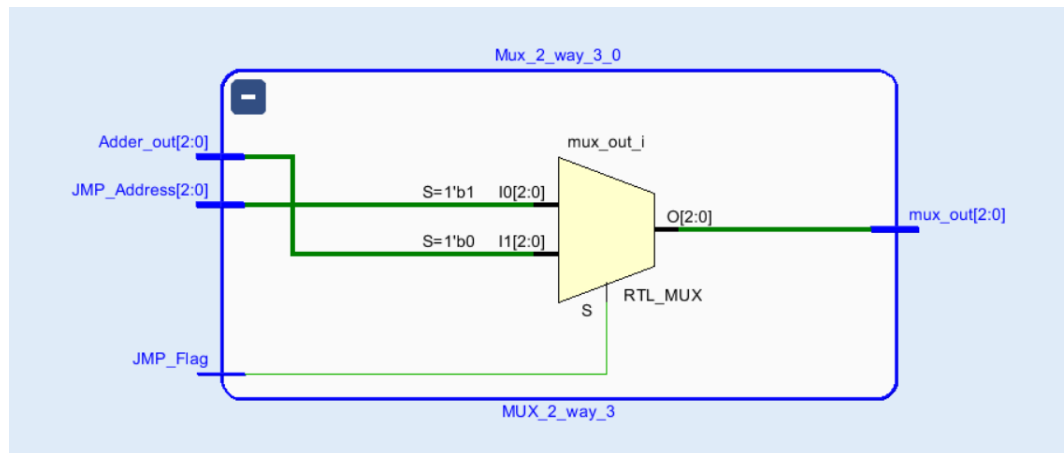 Mux_2_way_3_0
Adder_out[2:0]
mux_out_i
JMP_Address[2:0]
S=1'b1 I0[2:0]
O[2:0]
mux_out[2:0]
S=1'b0 I1[2:0]
RTL_MUX
S
JMP_Flag
MUX_2_way_3